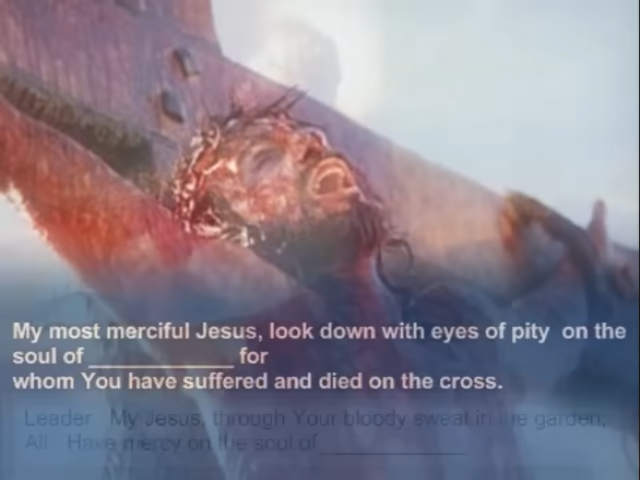 My most merciful Jesus, look down with eyes of pity  on the
soul of ____________ for
whom You have suffered and died on the cross.
Leader   My Jesus, through Your bloody sweat in the garden,
All   Have mercy on the soul of ____________